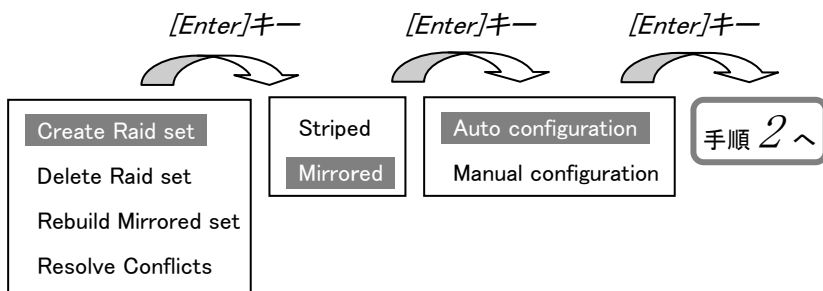 [Enter]キー
[Enter]キー
[Enter]キー
Create Raid set
Delete Raid set
Rebuild Mirrored set
Resolve Conflicts
Striped
Mirrored
Auto configuration
Manual configuration
手順 2 へ